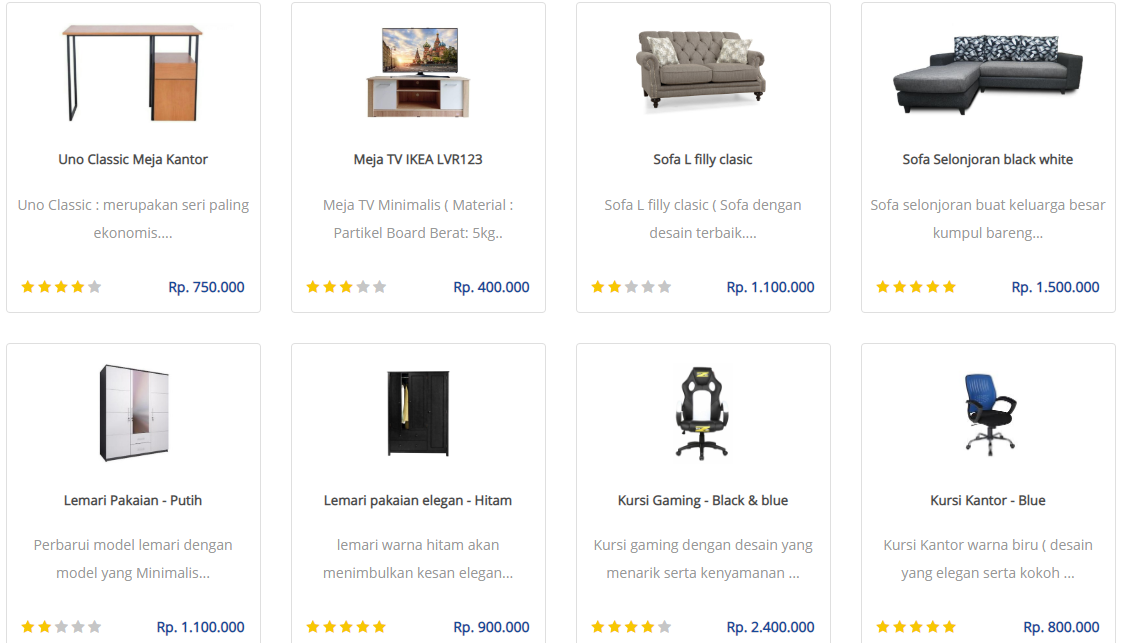 Uno Classic Meja Kantor
Uno Classic : merupakan seri paling
ekonomis....
Rp. 750.000
Meja TV IKEA LVR123
Meja TV Minimalis ( Material :
Partikel Board Berat: 5kg..
Rp. 400.000
Sofa L filly clasic
Sofa L filly clasic ( Sofa dengan
desain terbaik....
Rp. 1.100.000
Sofa Selonjoran black white
Sofa selonjoran buat keluarga besar
kumpul bareng...
Rp. 1.500.000
Lemari Pakaian - Putih
Perbarui model lemari dengan
model yang Minimalis...
Rp. 1.100.000
Lemari pakaian elegan - Hitam
lemari warna hitam akan
menimbulkan kesan elegan...
Rp. 900.000
Kursi Gaming - Black & blue
Kursi gaming dengan desain yang
menarik serta kenyamanan ...
Rp. 2.400.000
Kursi Kantor - Blue
Kursi Kantor warna biru ( desain
yang elegan serta kokoh ...
Rp. 800.000